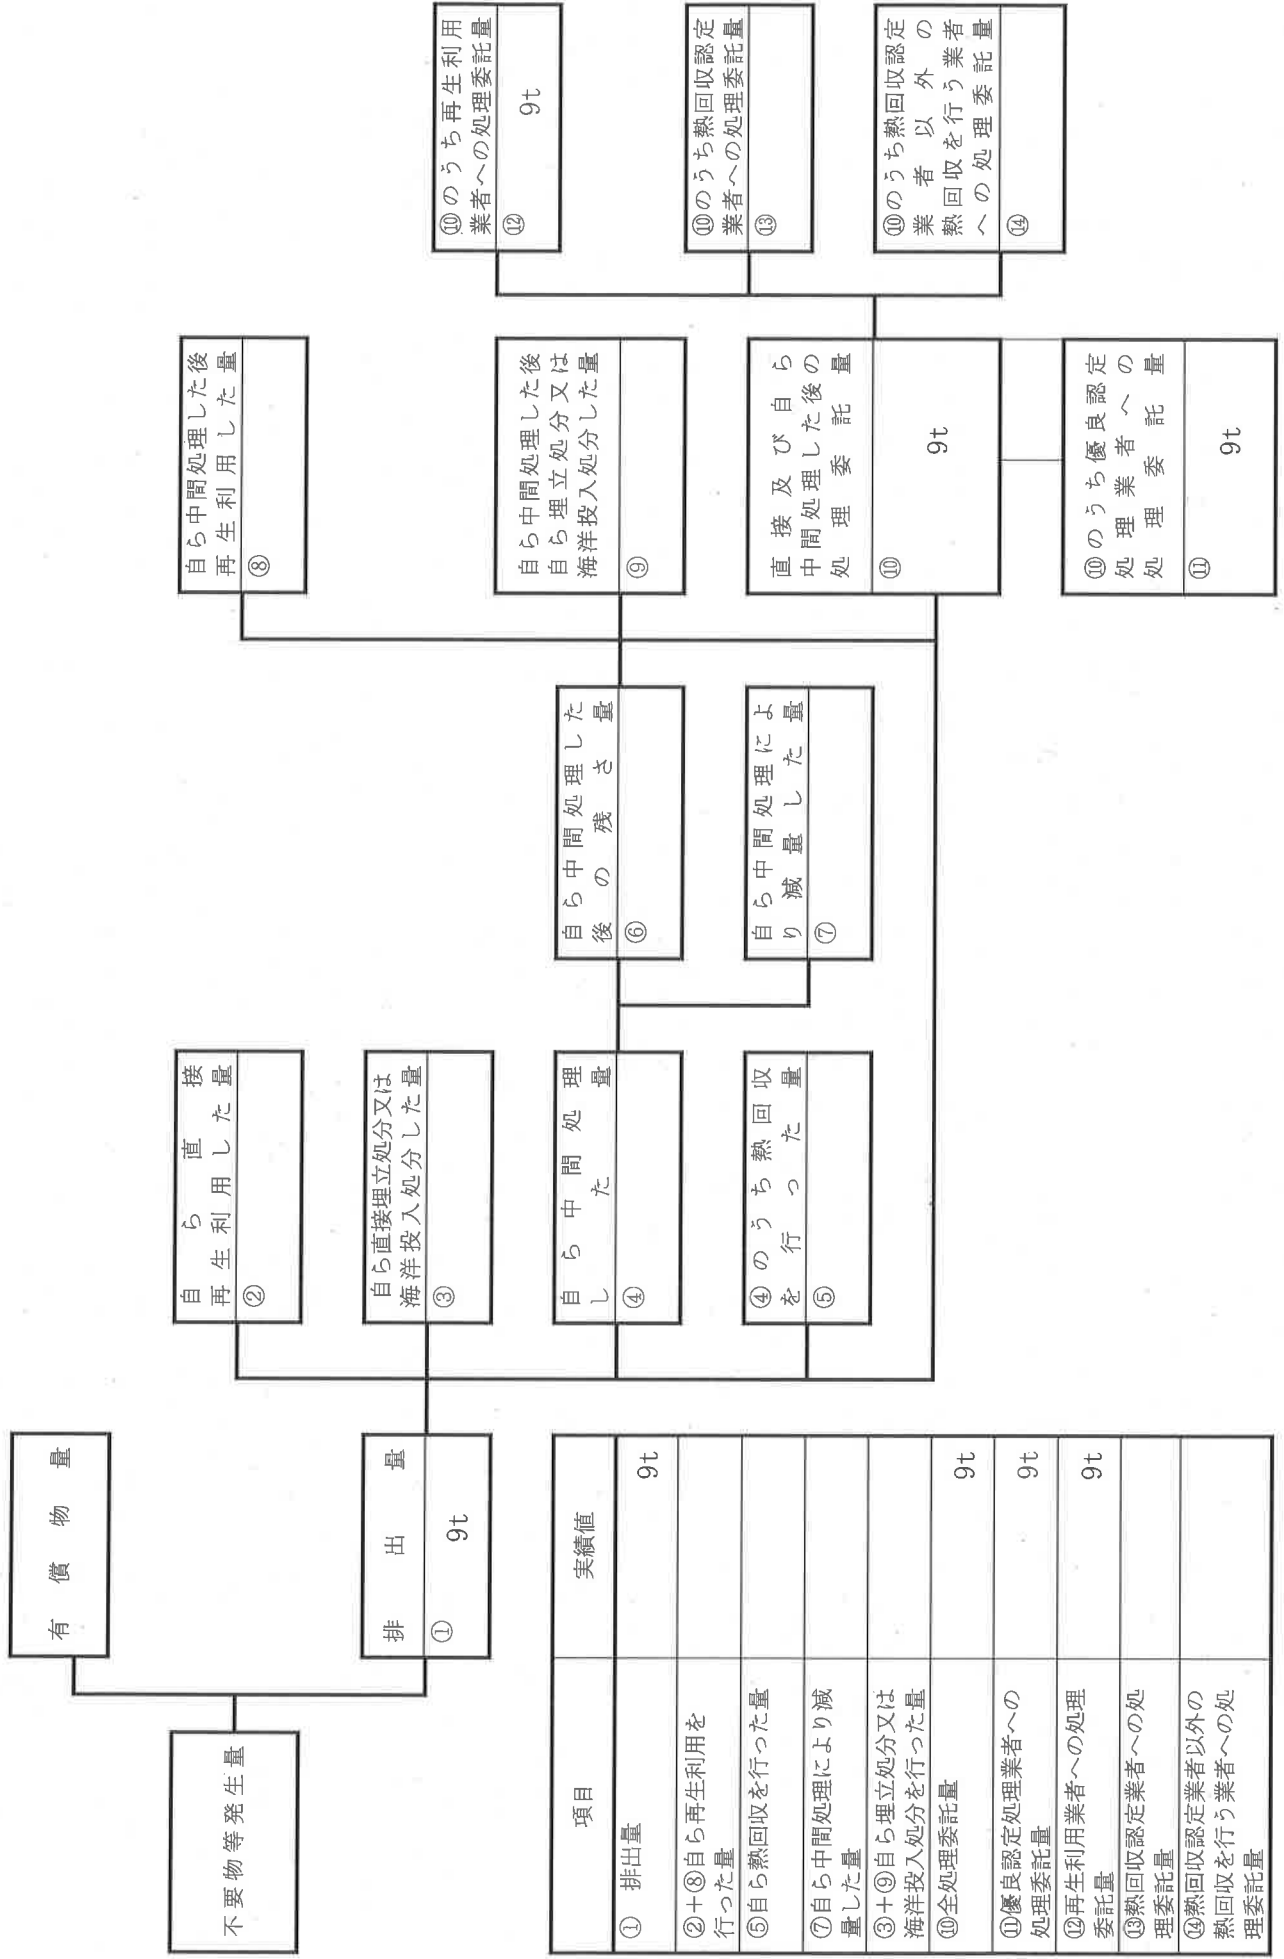 不要物等発生量
有償物量
排出量
①
9t
自ら直接
再生利用した量
②
自ら直接埋立処分又は
海洋投入処分した量
③
自ら中間処理
した量
④
④のうち熱回収
を行った量
⑤
自ら中間処理した
後の残さ量
⑥
自ら中間処理によ
り減量した量
⑦
自ら中間処理した後
再生利用した量
⑧
自ら中間処理した後
自ら埋立処分又は
海洋投入処分した量
⑨
直接及び自ら
中間処理した後の
処理委託量
⑩
9t
⑩のうち優良認定
処理業者への
処理委託量
⑪
9t
⑩のうち再生利用
業者への処理委託量
⑫
9t
⑩のうち熱回収認定
業者への処理委託量
⑬
⑩のうち熱回収認定
業者以外の
熱回収を行う業者
への処理委託量
⑭
項目 実績値
① 排出量 9t
②+⑧自ら再生利用を
行った量
⑤自ら熱回収を行った量
⑦自ら中間処理により減
量した量
③+⑨自ら埋立処分又は
海洋投入処分を行った量
⑩全処理委託量 9t
⑪優良認定処理業者への
処理委託量 9t
⑫再生利用業者への処理
委託量 9t
⑬熱回収認定業者への処
理委託量
⑭熱回収認定業者以外の
熱回収を行う業者への処
理委託量